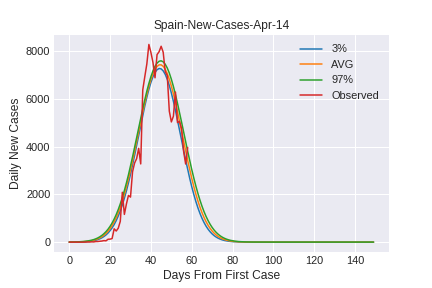 Spain-New-Cases-Apr-14
Daily New Cases
8000
6000
4000
2000
0
3%
AVG
97%
Observed
0 20 40 60 80 100 120 140
Days From First Case